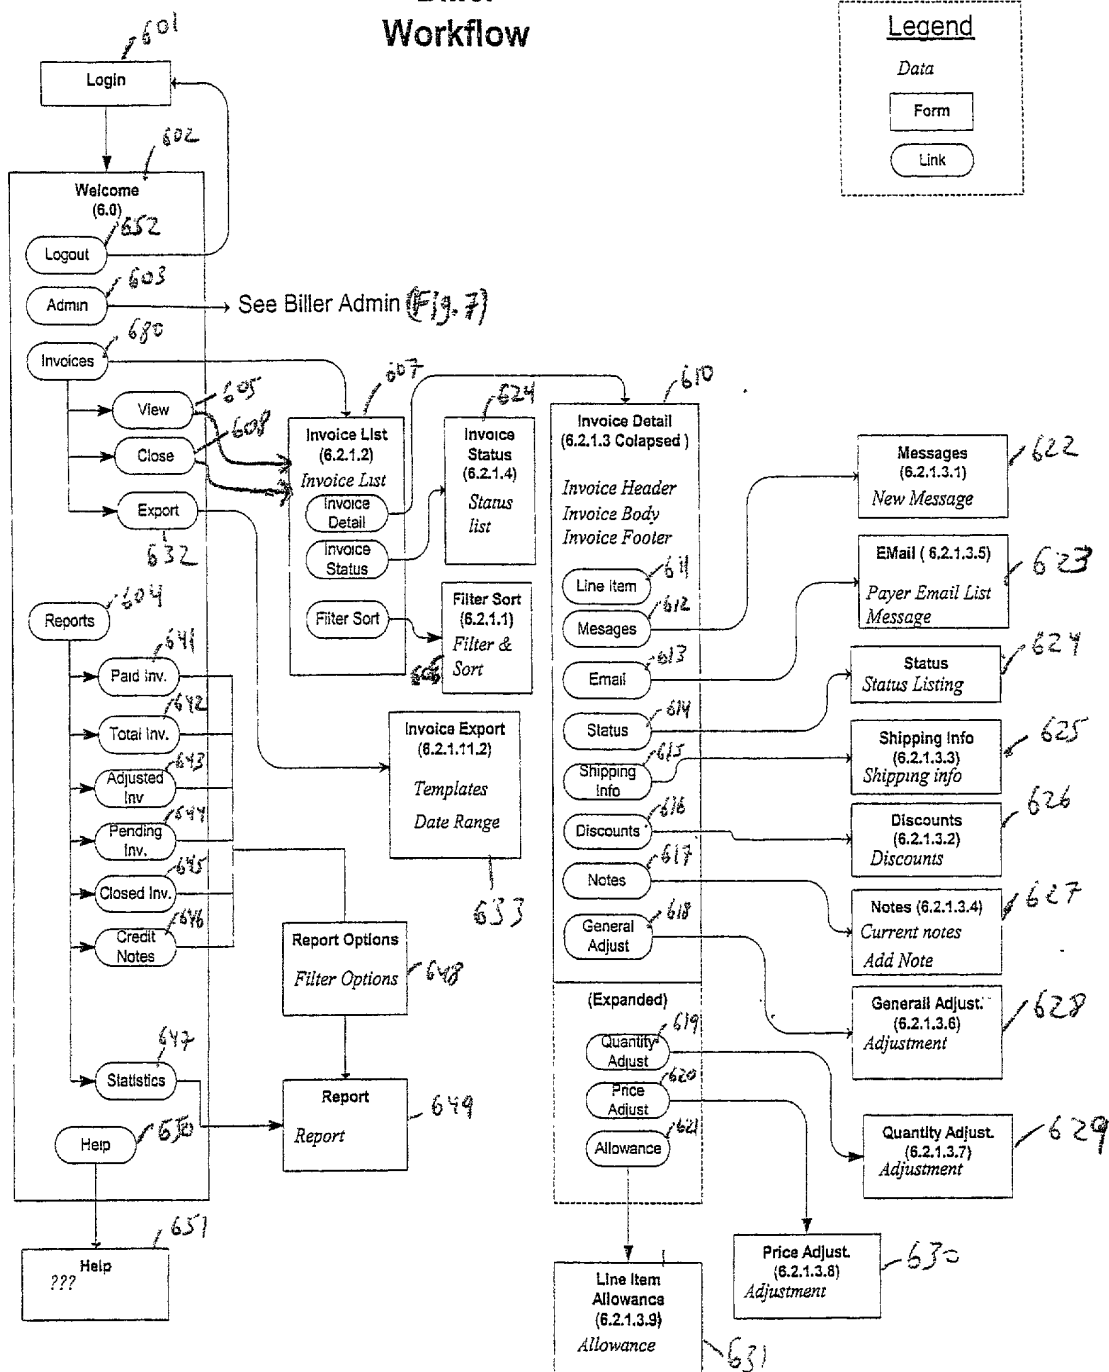 Workflow
Legend
Data
Form
Link
601
Login
602
Welcome
(6.0)
652
Logout
603
Admin
See Biller Admin (Fig. 7)
680
Invoices
605
View
608
Close
Export
632
607
Invoice List
(6.2.1.2)
Invoice List
Invoice
Detail
Invoice
Status
Filter Sort
624
Invoice
Status
(6.2.1.4)
Status
list
Filter Sort
(6.2.1.1)
Filter &
Sort
Invoice Export
(6.2.1.11.2)
Templates
Date Range
633
604
Reports
641
Paid Inv.
642
Total Inv.
643
Adjusted
Inv
644
Pending
Inv.
645
Closed Inv.
646
Credit
Notes
647
Statistics
Report Options
Filter Options
648
Report
Report
649
650
Help
651
Help
???
610
Invoice Detail
(6.2.1.3 Colapsed )
Invoice Header
Invoice Body
Invoice Footer
611
Line Item
612
Mesages
613
Email
614
Status
615
Shipping
Info
616
Discounts
617
Notes
618
General
Adjust
(Expanded)
619
Quantity
Adjust
620
Price
Adjust
621
Allowance
Messages
(6.2.1.3.1)
New Message
622
EMail ( 6.2.1.3.5)
Payer Email List
Message
623
Status
Status Listing
624
Shipping Info
(6.2.1.3.3)
Shipping info
625
Discounts
(6.2.1.3.2)
Discounts
626
Notes (6.2.1.3.4)
Current notes
Add Note
627
Generall Adjust.
(6.2.1.3.6)
Adjustment
628
Quantity Adjust.
(6.2.1.3.7)
Adjustment
629
Price Adjust.
(6.2.1.3.8)
Adjustment
630
Line Item
Allowance
(6.2.1.3.9)
Allowance
631